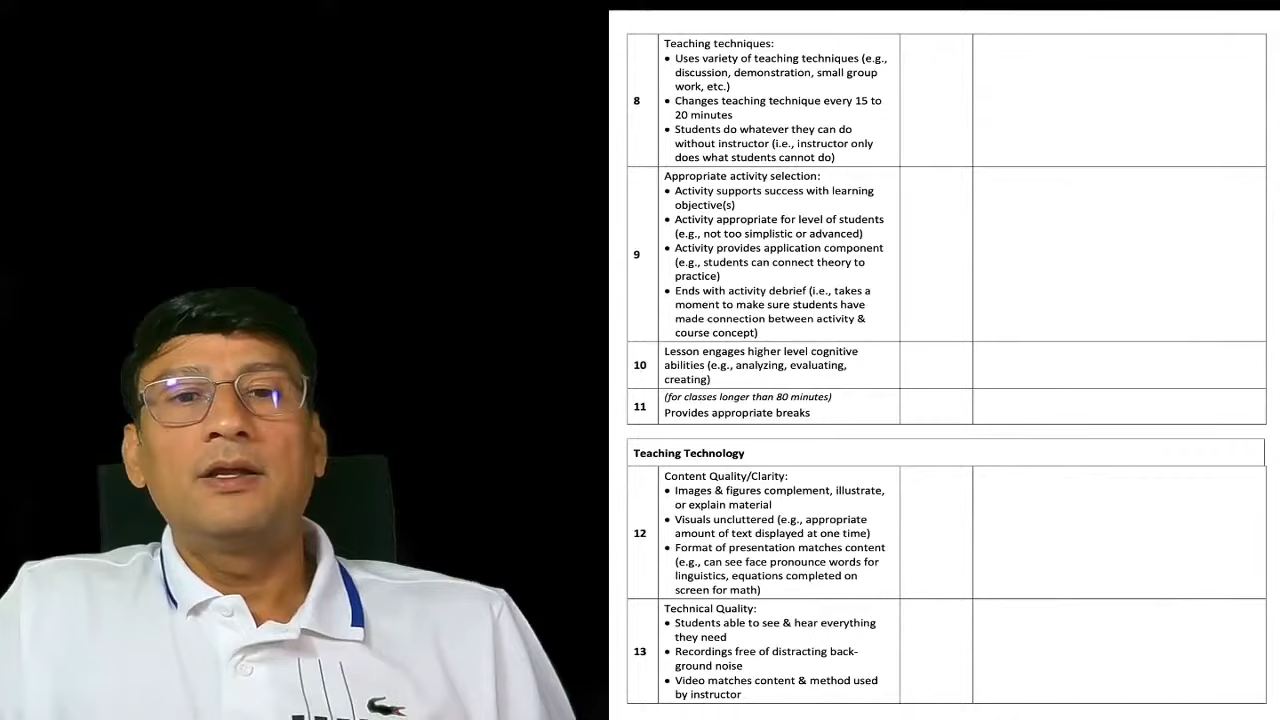 8
Teaching techniques:
• Uses variety of teaching techniques (e.g.,
discussion, demonstration, small group
work, etc.)
• Changes teaching technique every 15 to
20 minutes
• Students do whatever they can do
without instructor (i.e., instructor only
does what students cannot do)
9
Appropriate activity selection:
• Activity supports success with learning
objective(s)
• Activity appropriate for level of students
(e.g., not too simplistic or advanced)
• Activity provides application component
(e.g., students can connect theory to
practice)
• Ends with activity debrief (i.e., takes a
moment to make sure students have
made connection between activity &
course concept)
10
Lesson engages higher level cognitive
abilities (e.g., analyzing, evaluating,
creating)
11
(for classes longer than 80 minutes)
Provides appropriate breaks
Teaching Technology
12
Content Quality/Clarity:
• Images & figures complement, illustrate,
or explain material
• Visuals uncluttered (e.g., appropriate
amount of text displayed at one time)
• Format of presentation matches content
(e.g., can see face pronounce words for
linguistics, equations completed on
screen for math)
13
Technical Quality:
• Students able to see & hear everything
they need
• Recordings free of distracting back-
ground noise
• Video matches content & method used
by instructor